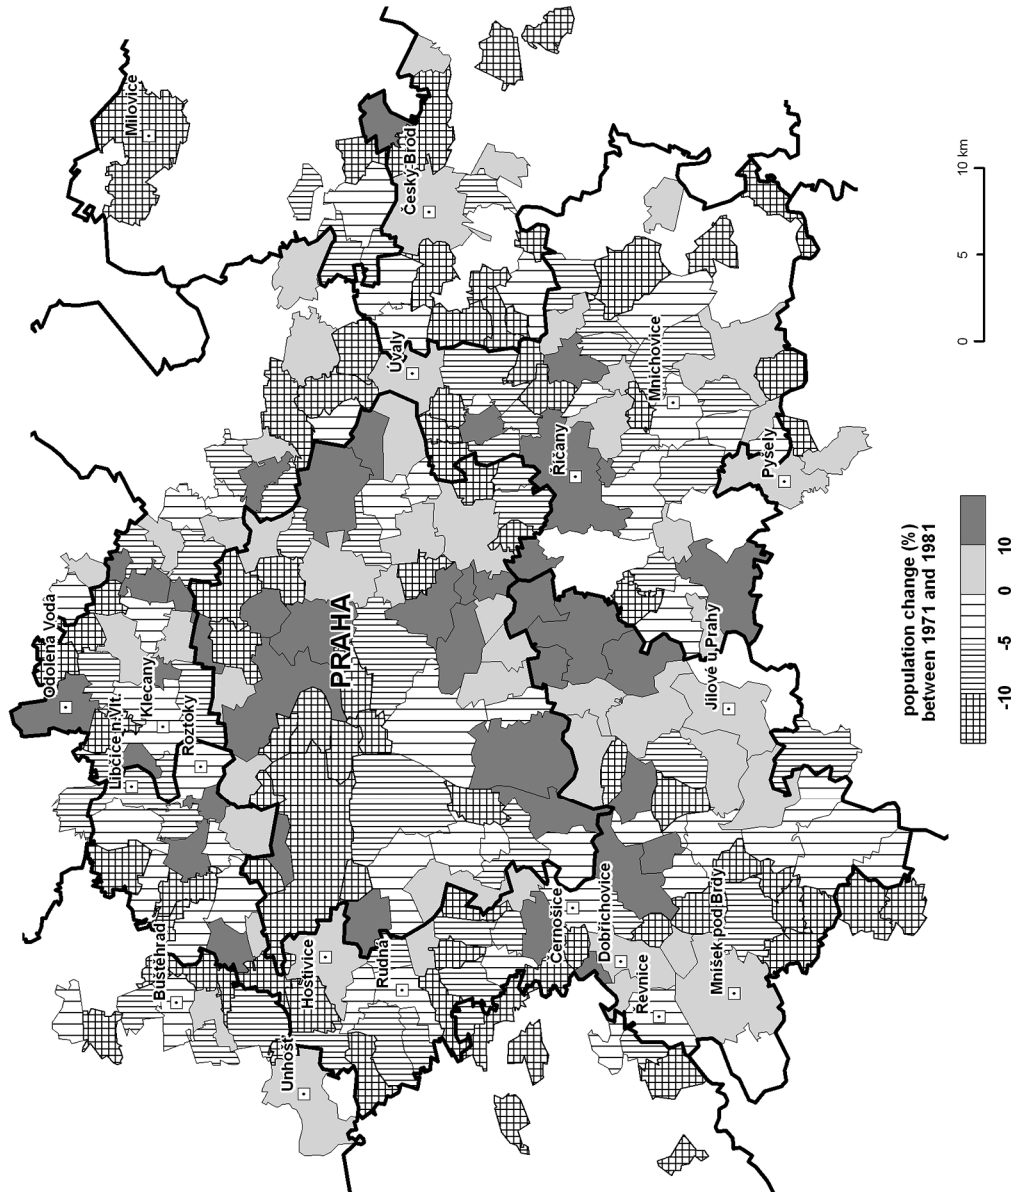 Milovice
Český Brod
Úvaly
Mnichovice
Říčany
Pyšely
Odolena Voda
Klecany
Libčice n.Vlt.
Roztoky
PRAHA
Jílové u Prahy
Buštěhrad
Hostivice
Rudná
Unhošť
Černošice
Dobřichovice
Řevnice
Mníšek pod Brdy
0
5
10 km
population change (%)
between 1971 and 1981
10
0
-5
-10